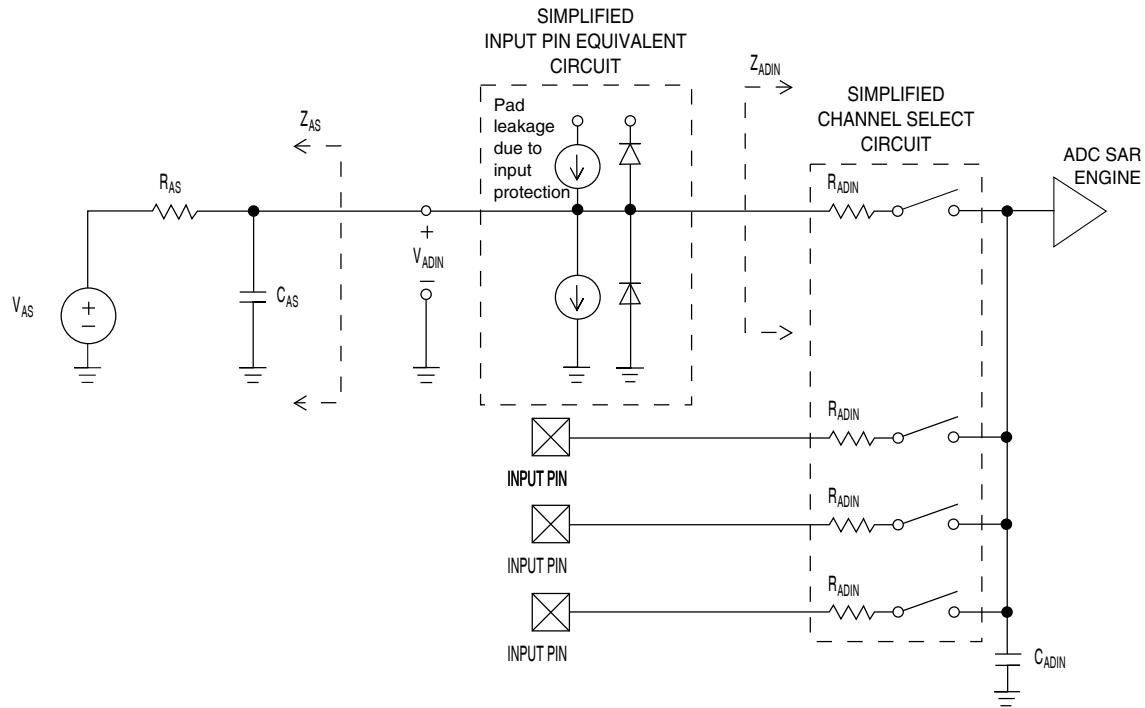 SIMPLIFIED
INPUT PIN EQUIVALENT
CIRCUIT
Pad
leakage
due to
input
protection
Z_ADIN
SIMPLIFIED
CHANNEL SELECT
CIRCUIT
ADC SAR
ENGINE
Z_AS
R_AS
R_ADIN
+
V_ADIN
−
C_AS
V_AS
+
−
R_ADIN
INPUT PIN
R_ADIN
INPUT PIN
R_ADIN
INPUT PIN
C_ADIN